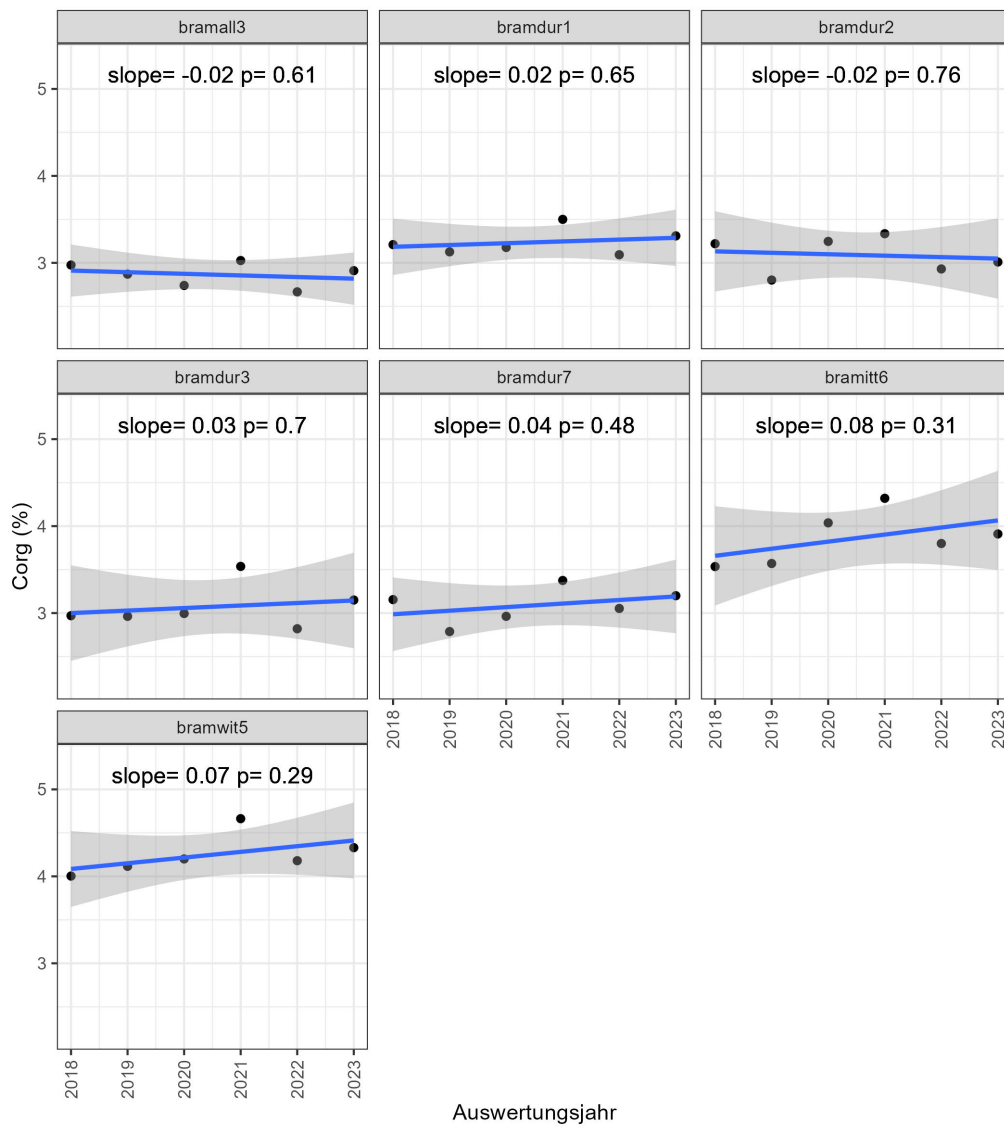 bramall3
bramdur1
bramdur2
slope= -0.02 p= 0.61
slope= 0.02 p= 0.65
slope= -0.02 p= 0.76
5
4
3
bramdur3
bramdur7
bramitt6
slope= 0.03 p= 0.7
slope= 0.04 p= 0.48
slope= 0.08 p= 0.31
5
4
3
Corg (%)
2018
2019
2020
2021
2022
2023
2018
2019
2020
2021
2022
2023
bramwit5
slope= 0.07 p= 0.29
5
4
3
2018
2019
2020
2021
2022
2023
Auswertungsjahr